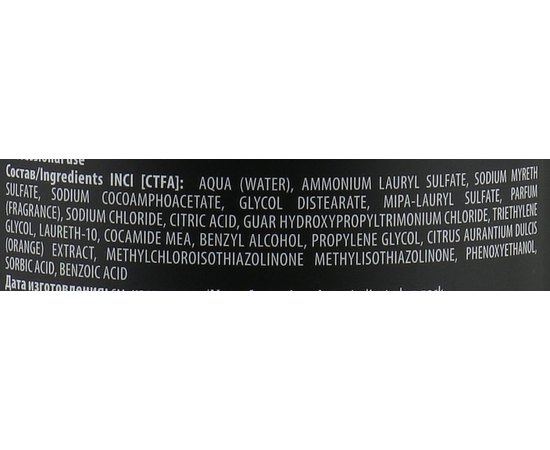 use
Состав/Ingredients INCI [CTFA]: AQUA (WATER), AMMONIUM LAURYL SULFATE, SODIUM MYRETH
SULFATE, SODIUM COCOAMPHOACETATE, GLYCOL DISTEARATE, MIPA-LAURYL SULFATE, PARFUM
(FRAGRANCE), SODIUM CHLORIDE, CITRIC ACID, GUAR HYDROXYPROPYLTRIMONIUM CHLORIDE, TRIETHYLENE
GLYCOL, LAURETH-10, COCAMIDE MEA, BENZYL ALCOHOL, PROPYLENE GLYCOL, CITRUS AURANTIUM DULCIS
(ORANGE) EXTRACT, METHYLCHLOROISOTHIAZOLINONE METHYLISOTHIAZOLINONE, PHENOXYETHANOL,
SORBIC ACID, BENZOIC ACID
Дата изготовления: